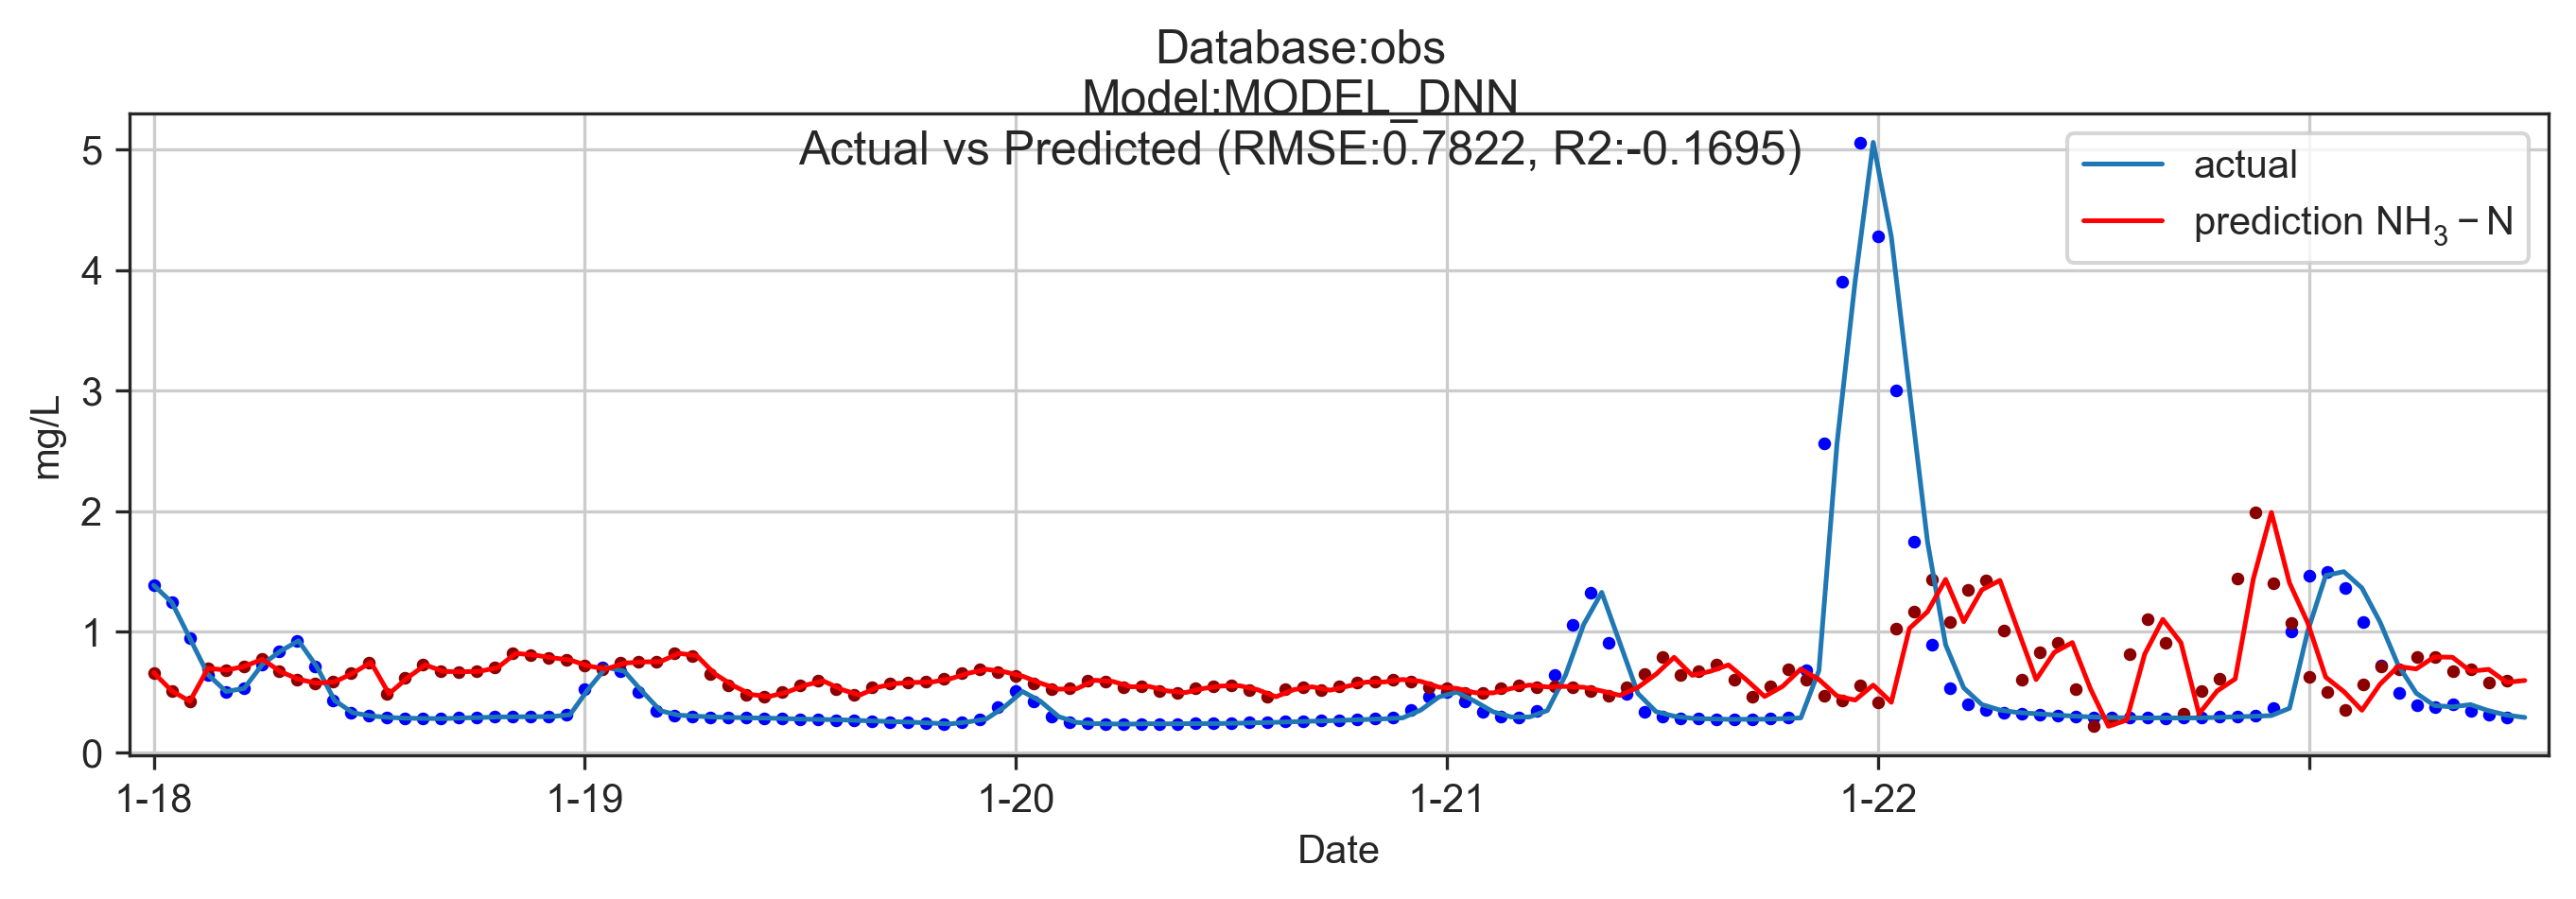 Database:obs
Model:MODEL_DNN
Actual vs Predicted (RMSE:0.7822, R2:-0.1695)
actual
prediction NH₃ − N
5
4
3
2
1
0
mg/L
1-18 1-19 1-20 1-21 1-22
Date